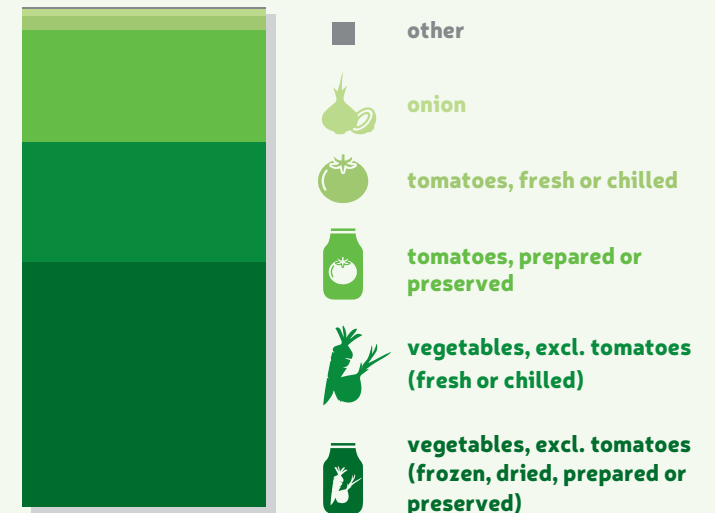 other
onion
tomatoes, fresh or chilled
tomatoes, prepared or
preserved
vegetables, excl. tomatoes
(fresh or chilled)
vegetables, excl. tomatoes
(frozen, dried, prepared or
preserved)